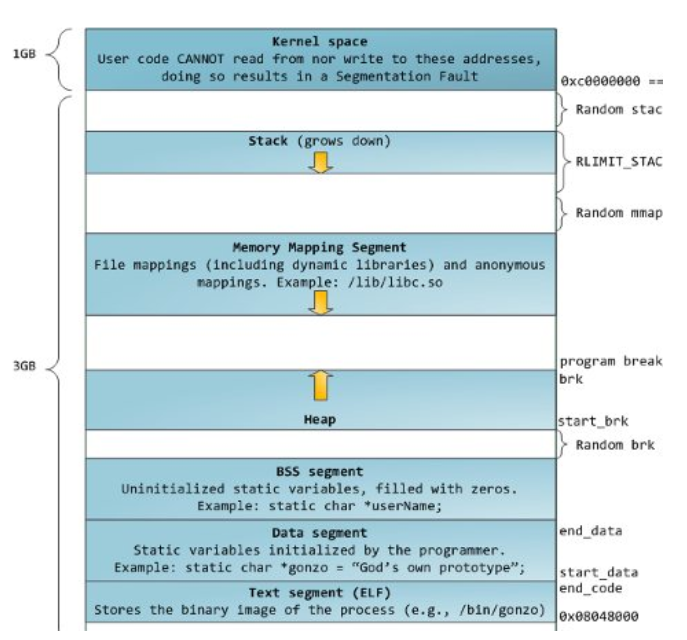 1GB
Kernel space
User code CANNOT read from nor write to these addresses,
doing so results in a Segmentation Fault
0xc0000000 ==
Random stac
Stack (grows down)
RLIMIT_STAC
Random mmap
Memory Mapping Segment
File mappings (including dynamic libraries) and anonymous
mappings. Example: /lib/libc.so
3GB
program break
brk
Heap
start_brk
Random brk
BSS segment
Uninitialized static variables, filled with zeros.
Example: static char *userName;
Data segment
Static variables initialized by the programmer.
Example: static char *gonzo = “God’s own prototype”;
end_data
start_data
Text segment (ELF)
Stores the binary image of the process (e.g., /bin/gonzo)
end_code
0x08048000